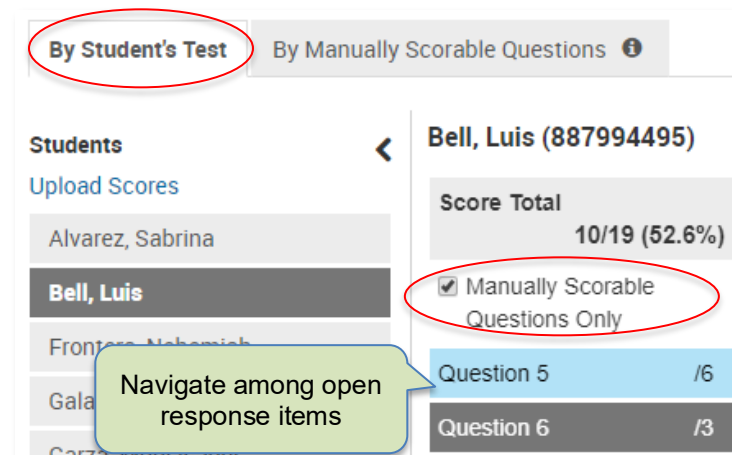 By Student's Test
By Manually Scorable Questions
Students
Upload Scores
Alvarez, Sabrina
Bell, Luis
Bell, Luis (887994495)
Score Total
10/19 (52.6%)
Manually Scorable
Questions Only
Question 5 /6
Question 6 /3
Navigate among open
response items